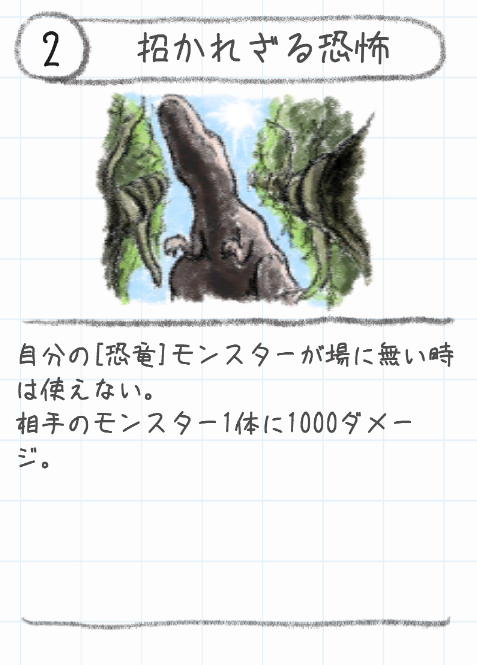 2
招かれざる恐怖
自分の[恐竜]モンスターが場に無い時
は使えない。
相手のモンスター1体に1000ダメー
ジ。